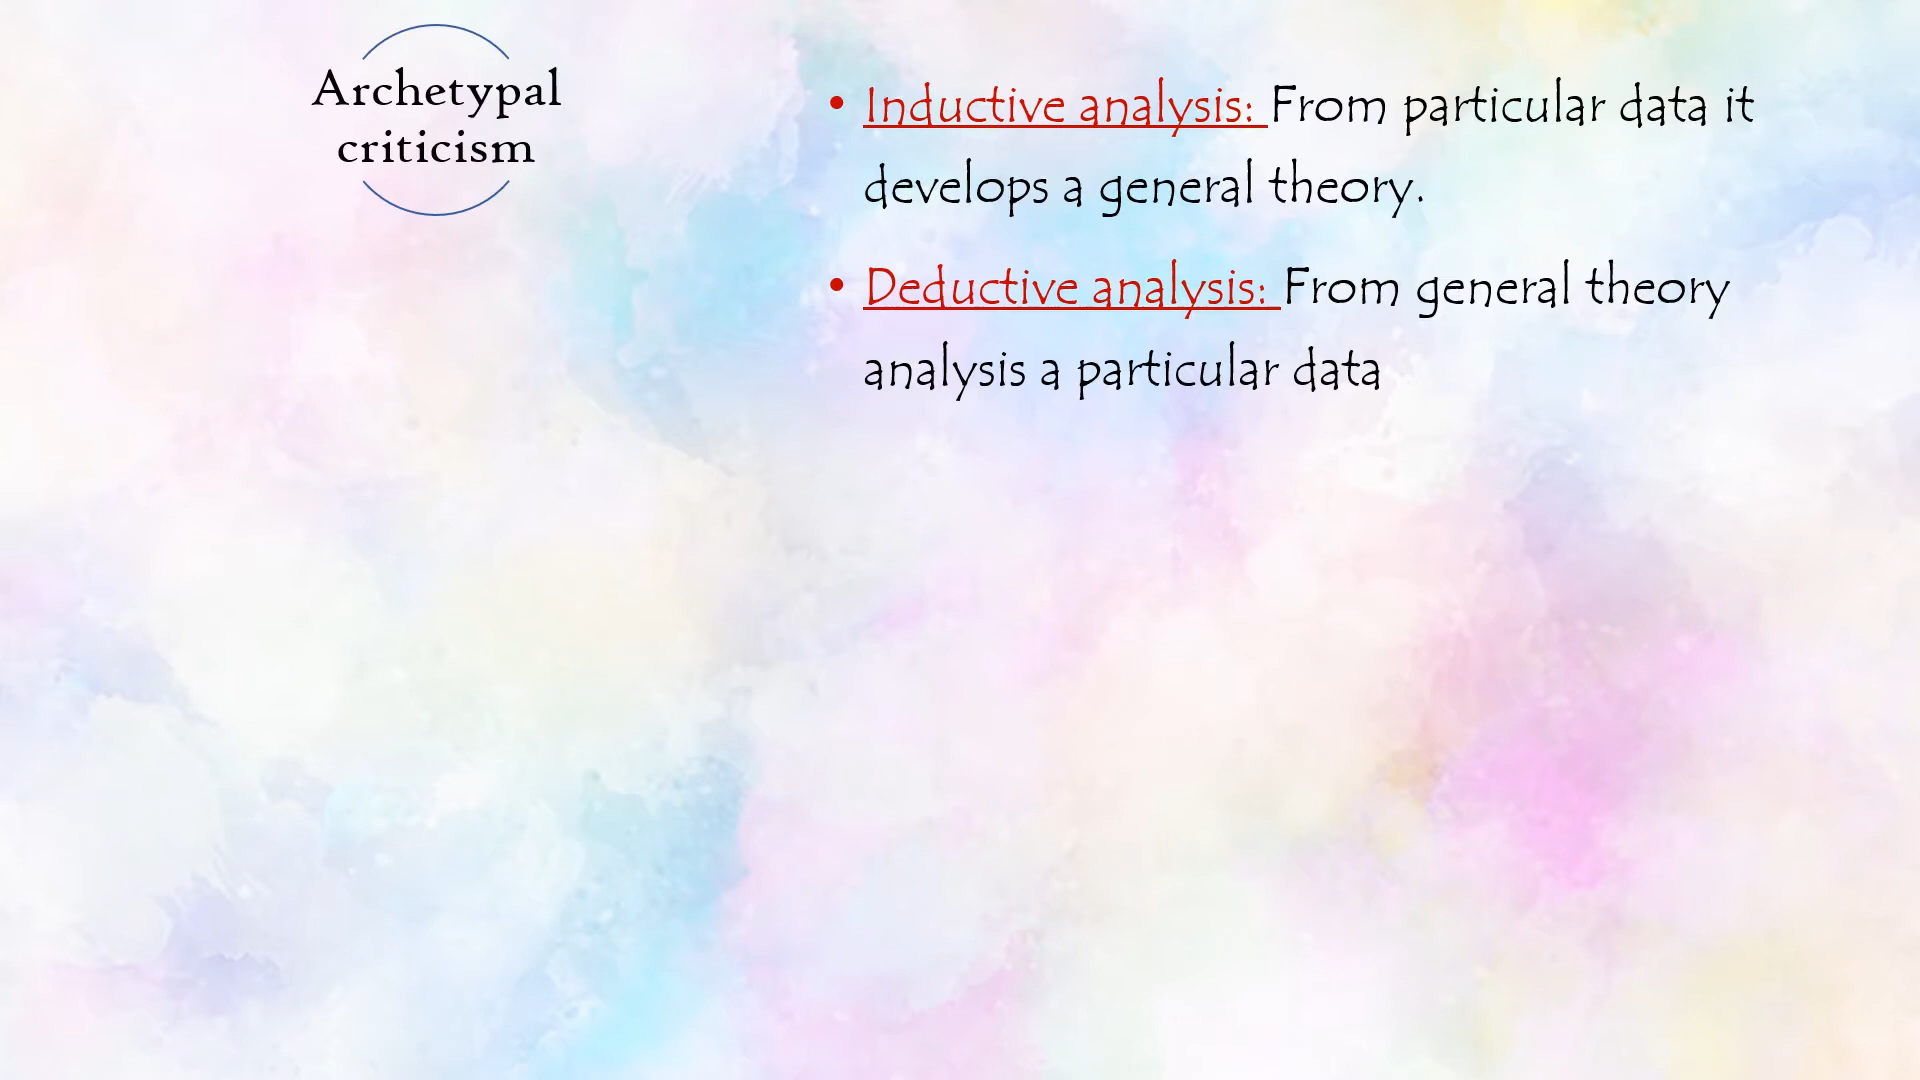 Archetypal
criticism
• Inductive analysis: From particular data it
develops a general theory.
• Deductive analysis: From general theory
analysis a particular data